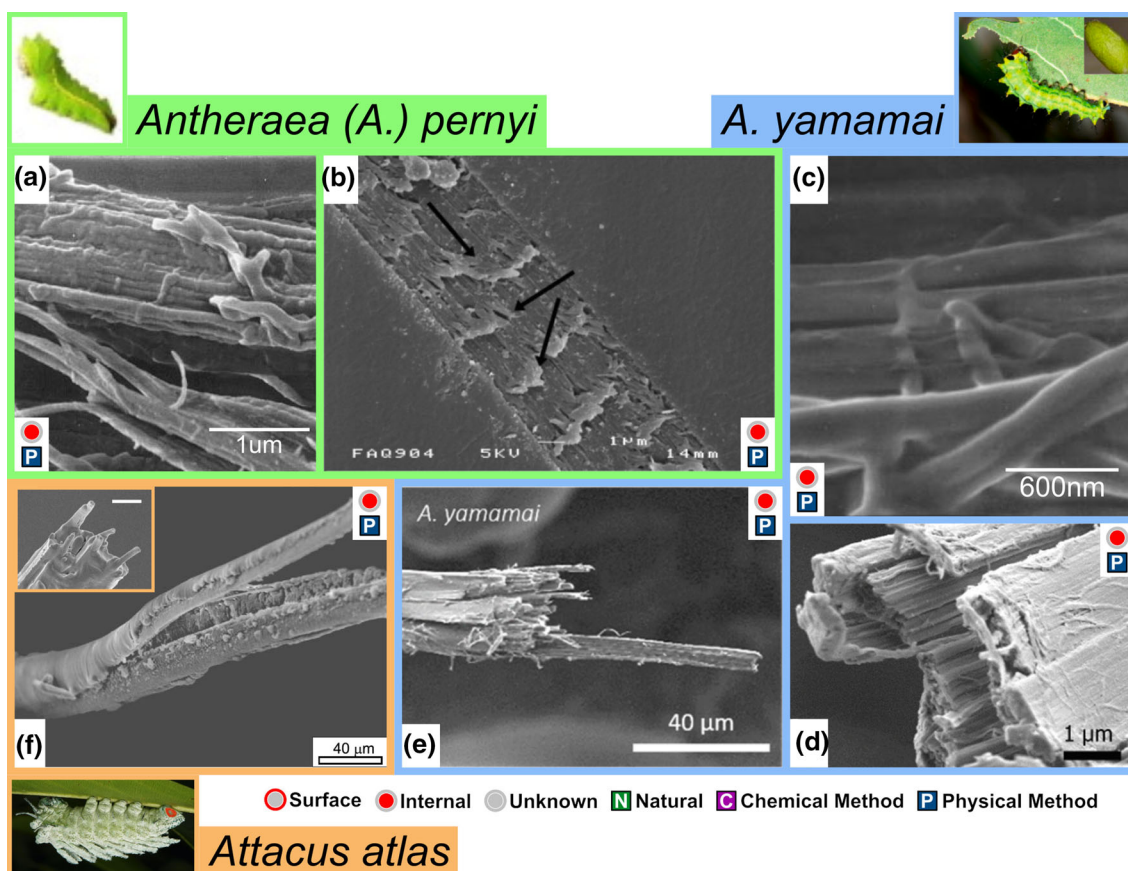 Antheraea (A.) pernyi
A. yamamai
(a)
1um
P
(b)
FAQ904 5KV 1µm 14mm
P
(c)
600nm
P
(f)
40 µm
P
A. yamamai
(e)
40 µm
P
(d)
1 µm
P
Surface Internal Unknown N Natural C Chemical Method P Physical Method
Attacus atlas